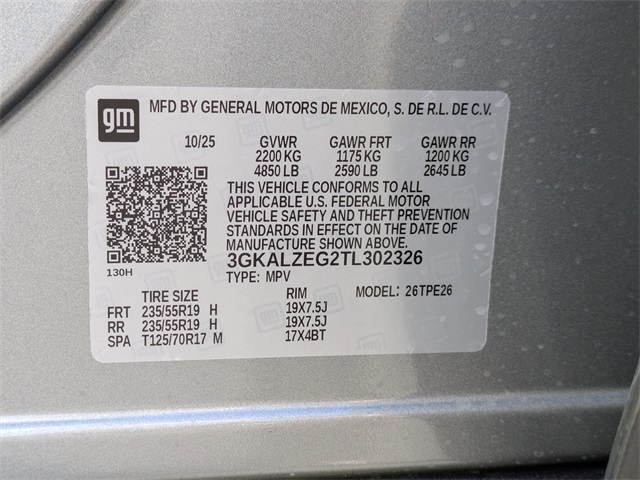 gm
MFD BY GENERAL MOTORS DE MEXICO, S. DE R.L. DE C.V.
10/25 GVWR GAWR FRT GAWR RR
2200 KG 1175 KG 1200 KG
4850 LB 2590 LB 2645 LB
THIS VEHICLE CONFORMS TO ALL
APPLICABLE U.S. FEDERAL MOTOR
VEHICLE SAFETY AND THEFT PREVENTION
STANDARDS IN EFFECT ON THE DATE OF
MANUFACTURE SHOWN ABOVE.
3GKALZEG2TL302326
130H
TYPE: MPV
TIRE SIZE RIM MODEL: 26TPE26
FRT 235/55R19 H 19X7.5J
RR 235/55R19 H 19X7.5J
SPA T125/70R17 M 17X4BT